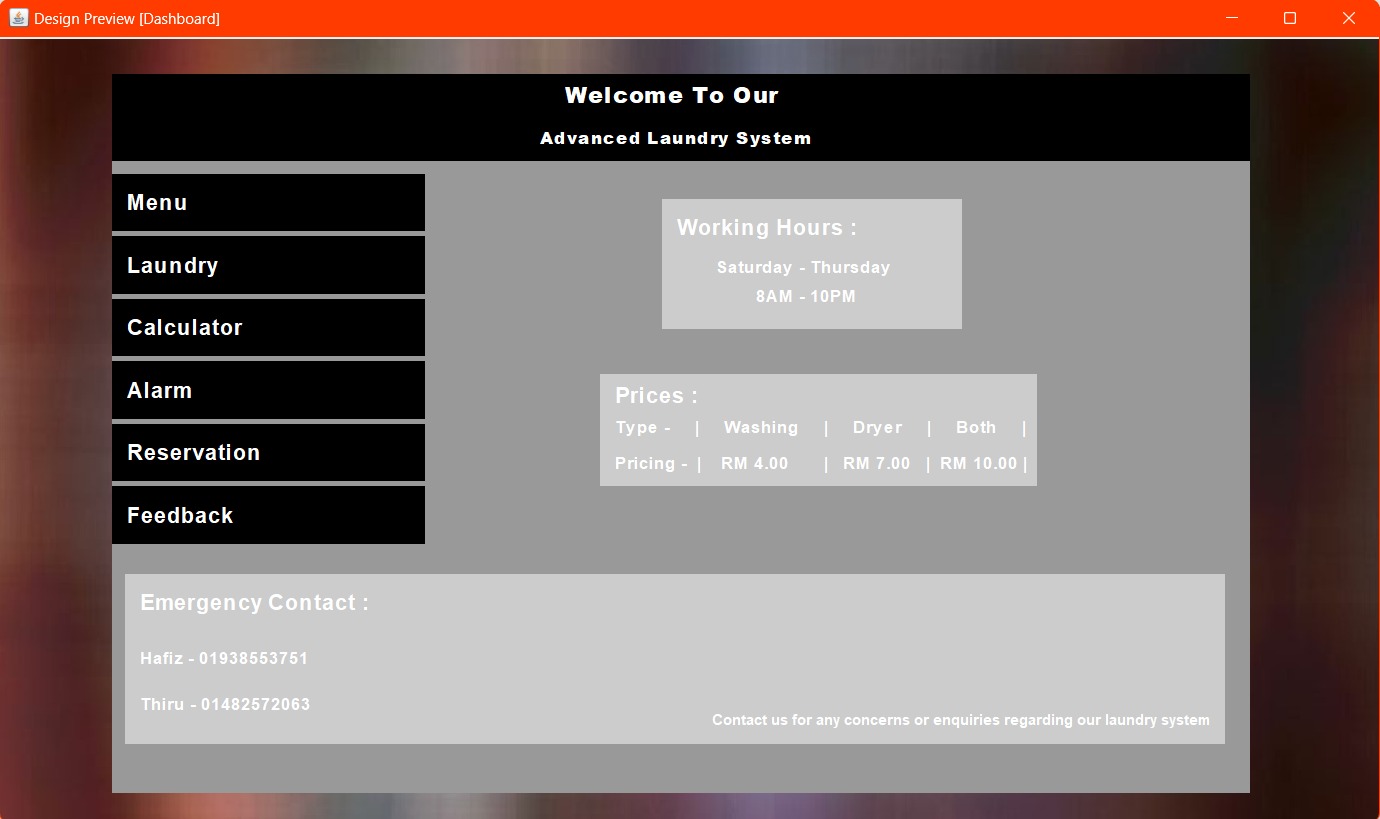 Design Preview [Dashboard]
Welcome To Our
Advanced Laundry System
Menu
Laundry
Calculator
Alarm
Reservation
Feedback
Working Hours :
Saturday - Thursday
8AM - 10PM
Prices :
Type - | Washing | Dryer | Both |
Pricing - | RM 4.00 | RM 7.00 | RM 10.00 |
Emergency Contact :
Hafiz - 01938553751
Thiru - 01482572063
Contact us for any concerns or enquiries regarding our laundry system